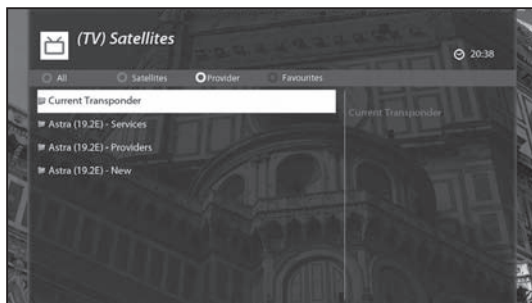 (TV) Satellites
20:38
All Satellites Provider Favourites
Current Transponder
Current Transponder
Astra (19.2E) - Services
Astra (19.2E) - Providers
Astra (19.2E) - New